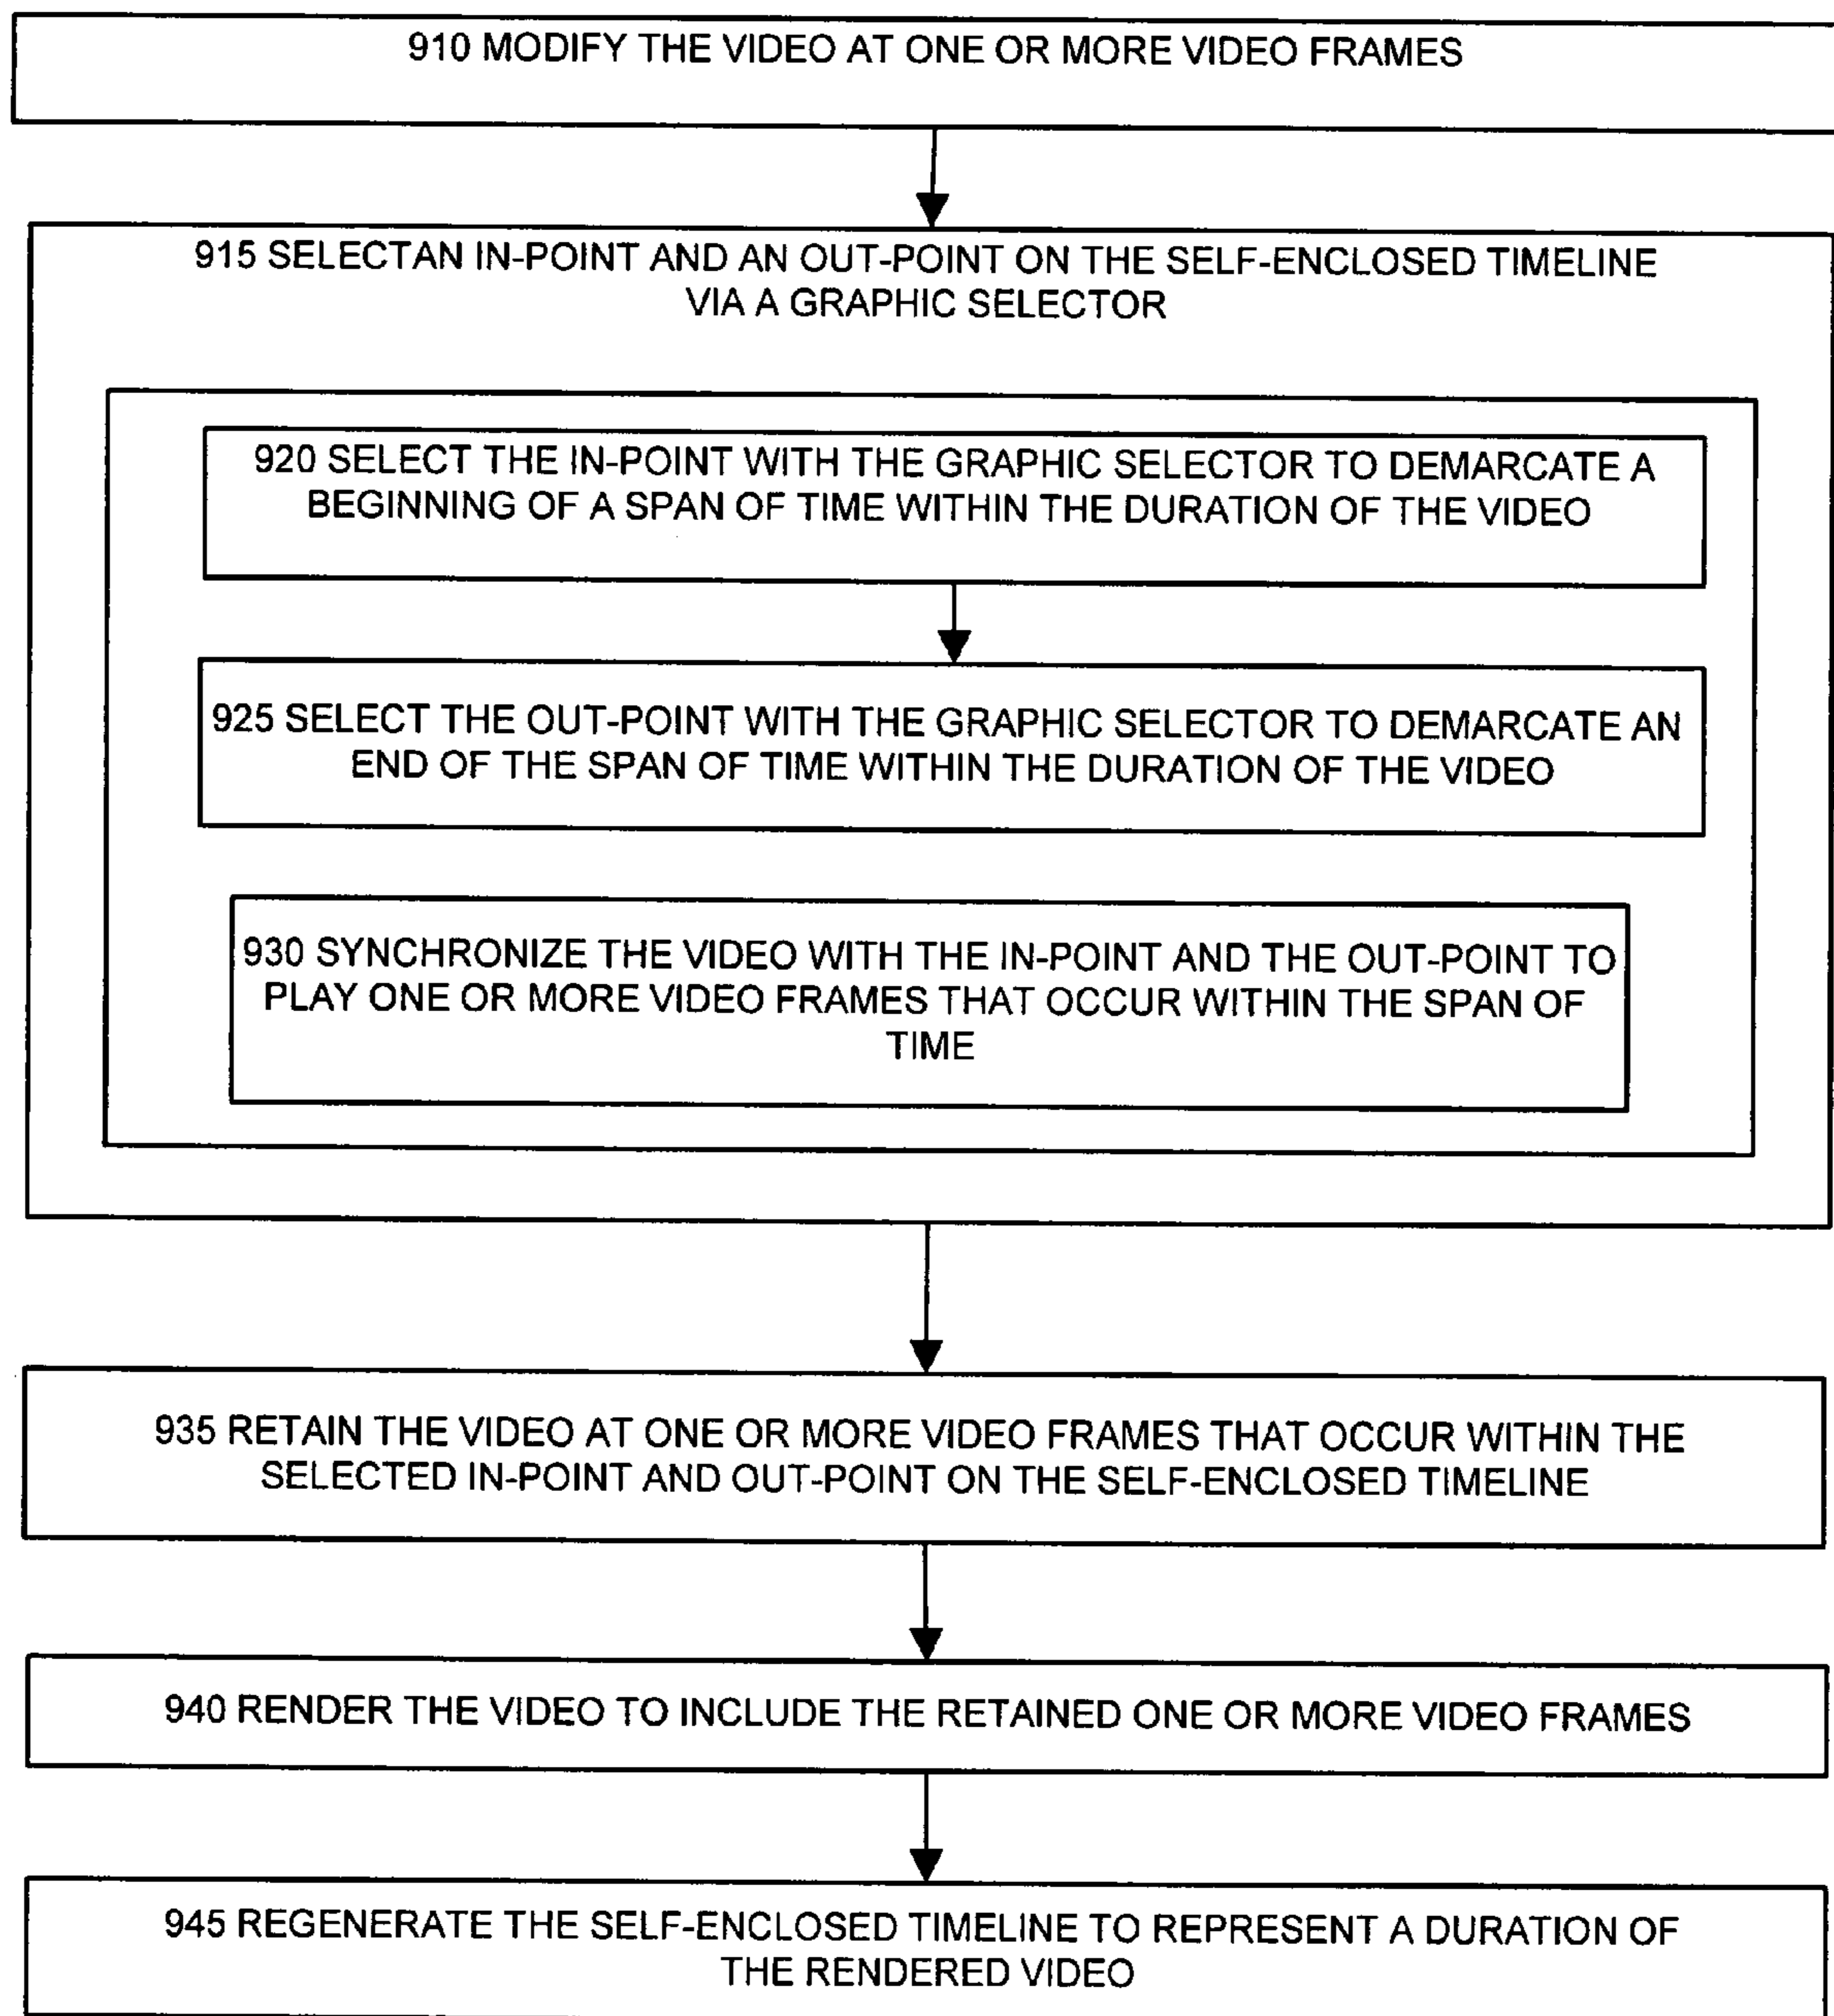 910 MODIFY THE VIDEO AT ONE OR MORE VIDEO FRAMES
915 SELECTAN IN-POINT AND AN OUT-POINT ON THE SELF-ENCLOSED TIMELINE
VIA A GRAPHIC SELECTOR
920 SELECT THE IN-POINT WITH THE GRAPHIC SELECTOR TO DEMARCATE A
BEGINNING OF A SPAN OF TIME WITHIN THE DURATION OF THE VIDEO
925 SELECT THE OUT-POINT WITH THE GRAPHIC SELECTOR TO DEMARCATE AN
END OF THE SPAN OF TIME WITHIN THE DURATION OF THE VIDEO
930 SYNCHRONIZE THE VIDEO WITH THE IN-POINT AND THE OUT-POINT TO
PLAY ONE OR MORE VIDEO FRAMES THAT OCCUR WITHIN THE SPAN OF
TIME
935 RETAIN THE VIDEO AT ONE OR MORE VIDEO FRAMES THAT OCCUR WITHIN THE
SELECTED IN-POINT AND OUT-POINT ON THE SELF-ENCLOSED TIMELINE
940 RENDER THE VIDEO TO INCLUDE THE RETAINED ONE OR MORE VIDEO FRAMES
945 REGENERATE THE SELF-ENCLOSED TIMELINE TO REPRESENT A DURATION OF
THE RENDERED VIDEO